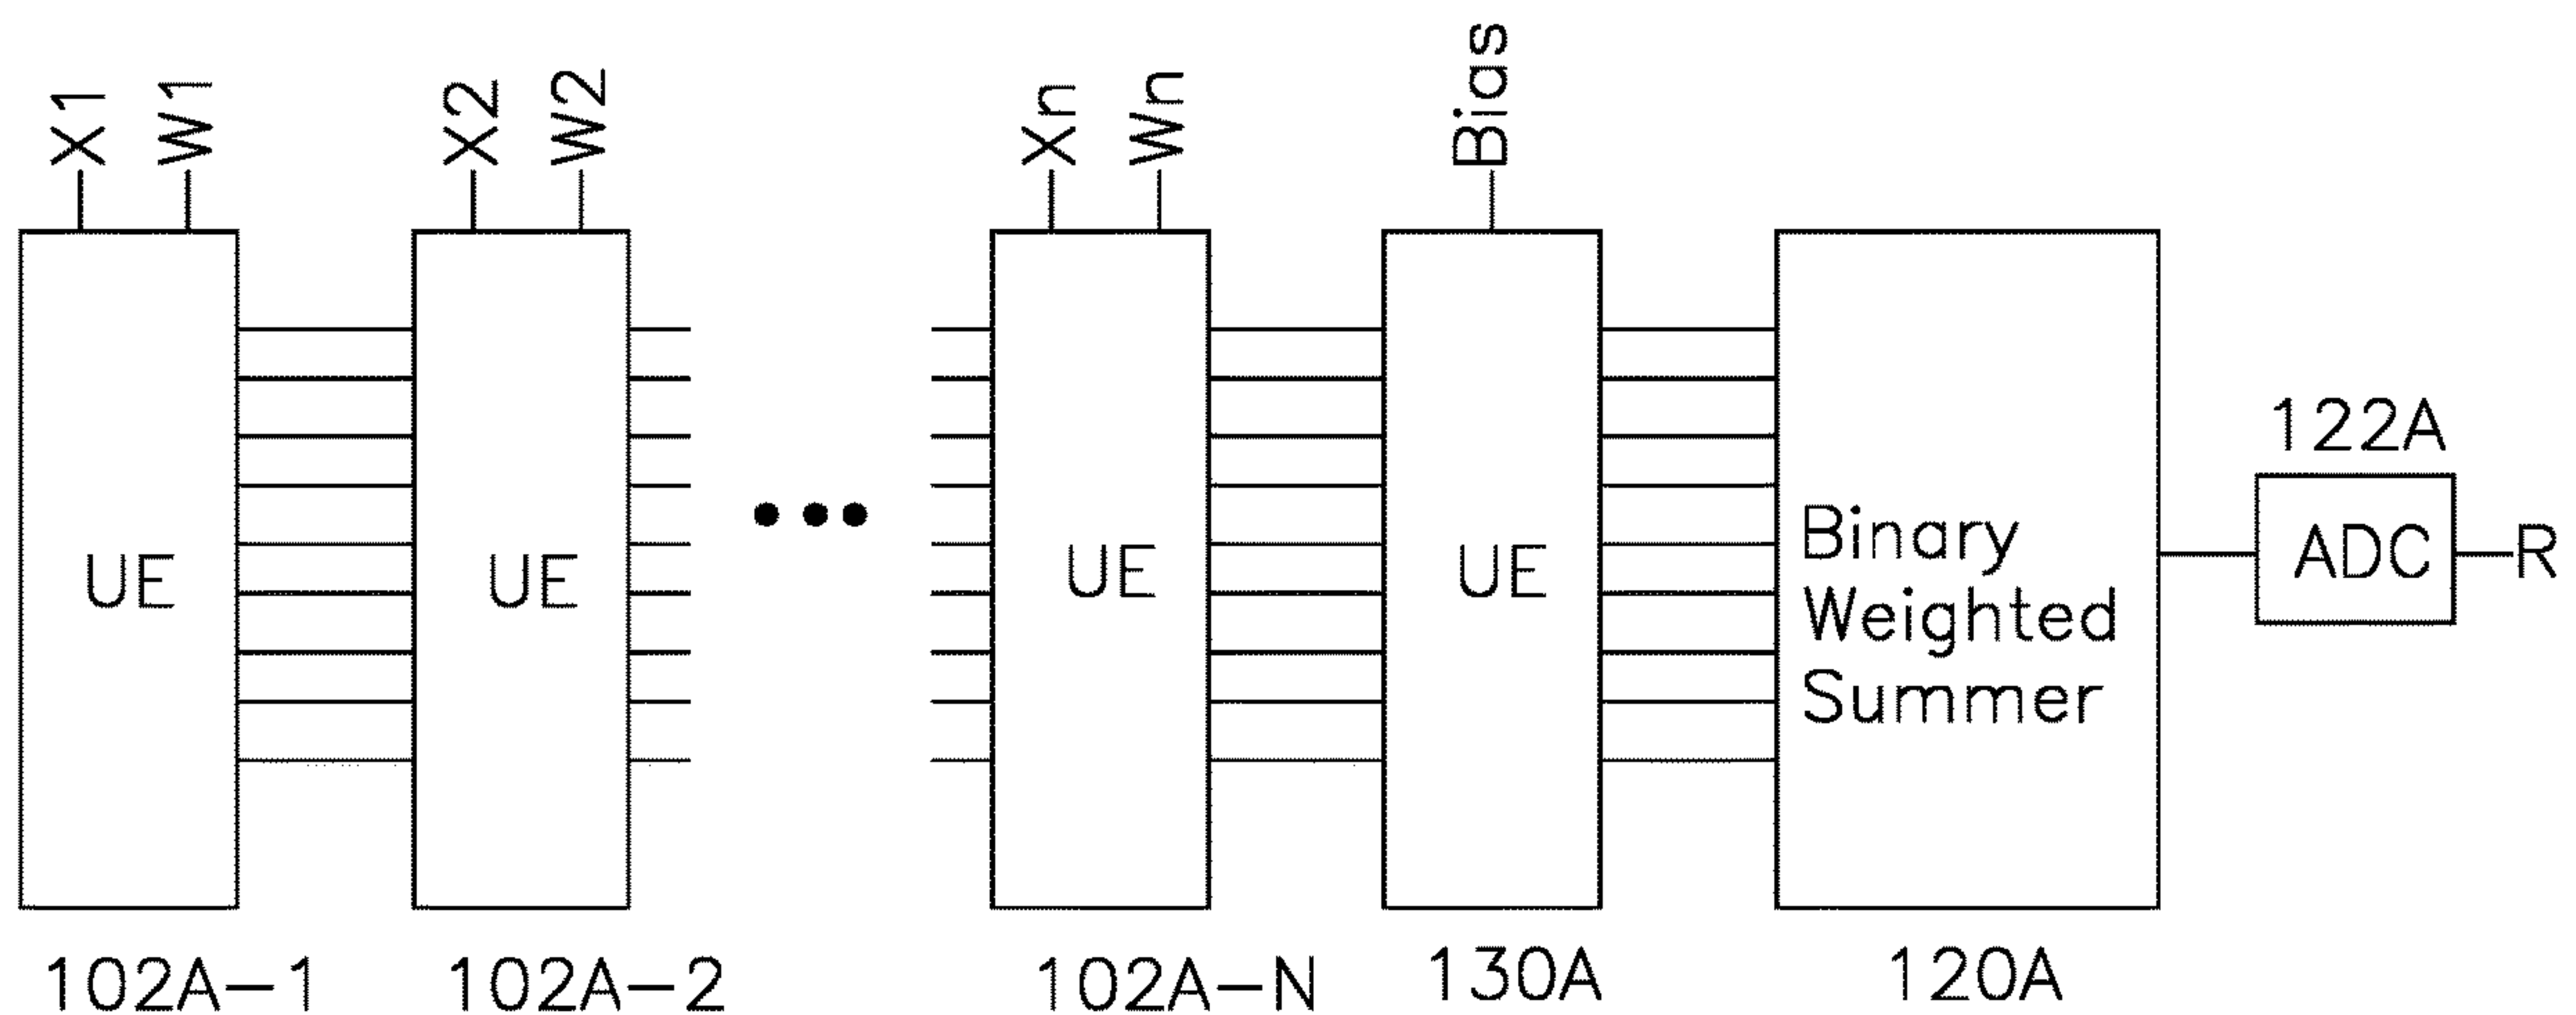 X1
W1
X2
W2
Xn
Wn
Bias
UE
UE
UE
UE
Binary
Weighted
Summer
122A
ADC
R
102A-1
102A-2
102A-N
130A
120A